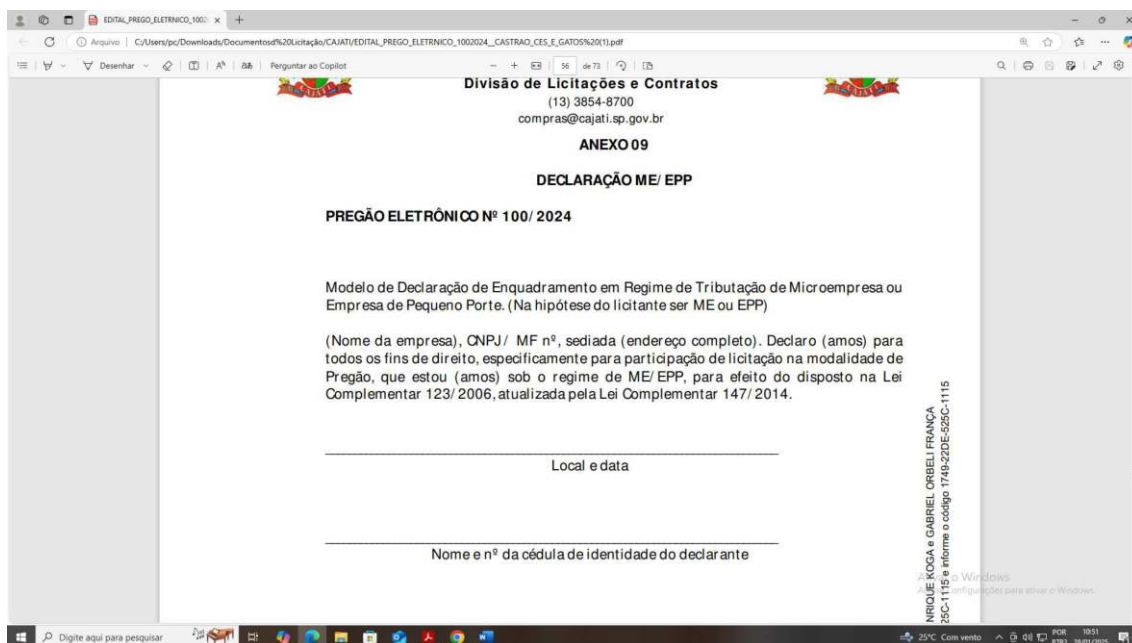 EDITAL_PREGO_ELETRNICO_1002
Arquivo | C:/Users/pc/Downloads/Documentosd%20Licitação/CAJATI/EDITAL_PREGO_ELETRNICO_1002024__CASTRAO_CES_E_GATOS%20(1).pdf
Desenhar
Perguntar ao Copilot
56 de 73
Divisão de Licitações e Contratos
(13) 3854-8700
compras@cajati.sp.gov.br
ANEXO 09
DECLARAÇÃO ME/ EPP
PREGÃO ELETRÔNICO Nº 100/ 2024
Modelo de Declaração de Enquadramento em Regime de Tributação de Microempresa ou
Empresa de Pequeno Porte. (Na hipótese do licitante ser ME ou EPP)
(Nome da empresa), CNPJ/ MF nº, sediada (endereço completo). Declaro (amos) para
todos os fins de direito, especificamente para participação de licitação na modalidade de
Pregão, que estou (amos) sob o regime de ME/ EPP, para efeito do disposto na Lei
Complementar 123/ 2006, atualizada pela Lei Complementar 147/ 2014.
Local e data
Nome e nº da cédula de identidade do declarante
NRIQUE KOGA e GABRIEL ORBELI FRANÇA
25C-1115 e informe o código 1749-22DE-525C-1115
para ativar o Windows.
Digite aqui para pesquisar
25°C Com vento
POR
10:51